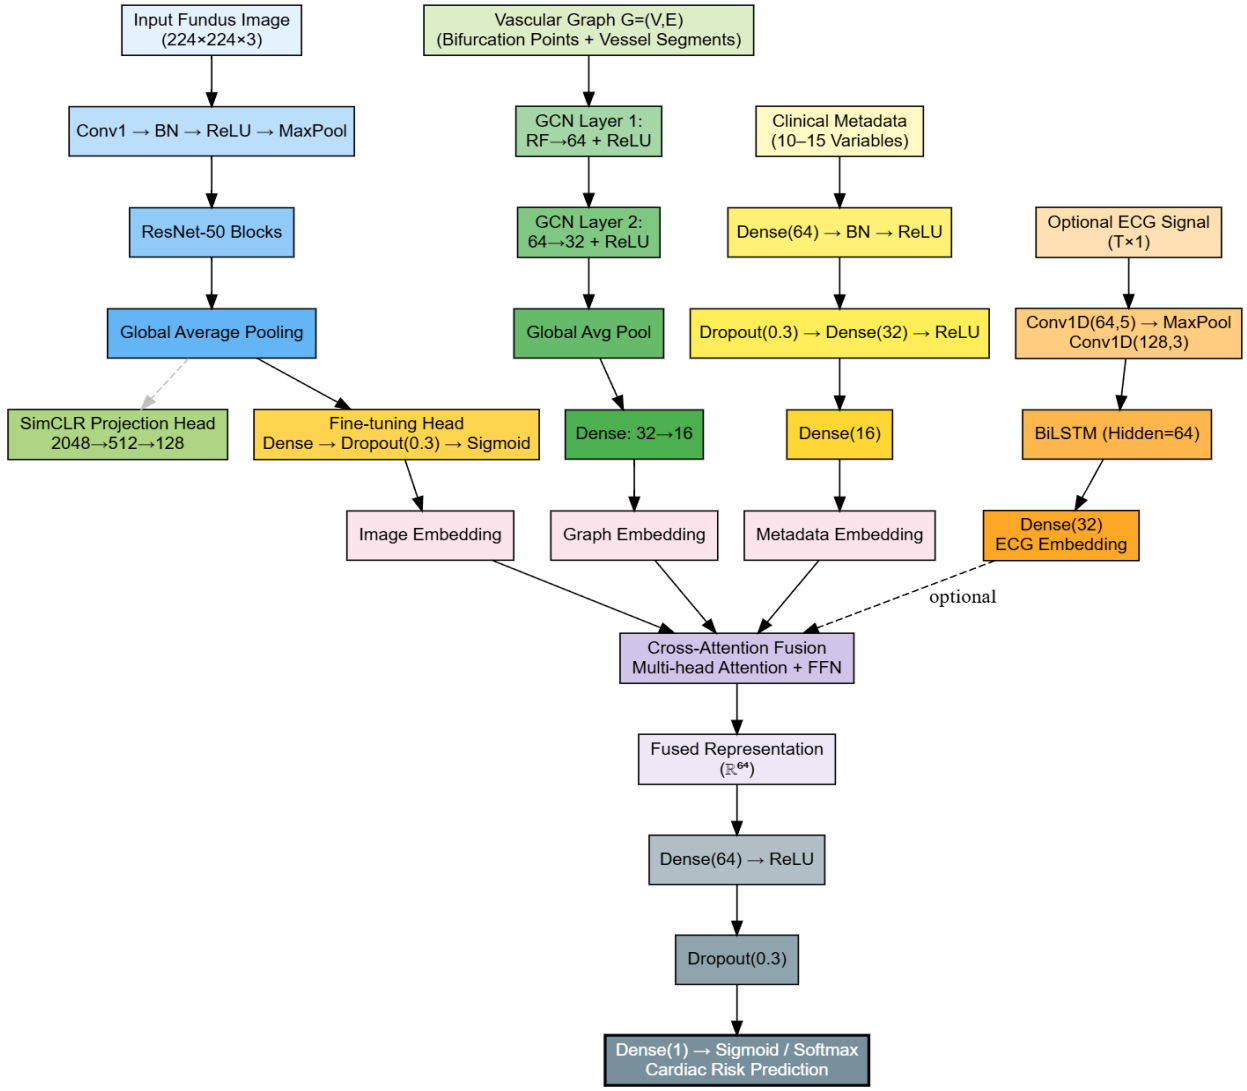 Input Fundus Image
(224×224×3)
Vascular Graph G=(V,E)
(Bifurcation Points + Vessel Segments)
Conv1 → BN → ReLU → MaxPool
GCN Layer 1:
RF→64 + ReLU
Clinical Metadata
(10–15 Variables)
ResNet-50 Blocks
GCN Layer 2:
64→32 + ReLU
Dense(64) → BN → ReLU
Optional ECG Signal
(T×1)
Global Average Pooling
Global Avg Pool
Dropout(0.3) → Dense(32) → ReLU
Conv1D(64,5) → MaxPool
Conv1D(128,3)
SimCLR Projection Head
2048→512→128
Fine-tuning Head
Dense → Dropout(0.3) → Sigmoid
Dense: 32→16
Dense(16)
BiLSTM (Hidden=64)
Image Embedding
Graph Embedding
Metadata Embedding
Dense(32)
ECG Embedding
optional
Cross-Attention Fusion
Multi-head Attention + FFN
Fused Representation
(ℝ⁶⁴)
Dense(64) → ReLU
Dropout(0.3)
Dense(1) → Sigmoid / Softmax
Cardiac Risk Prediction